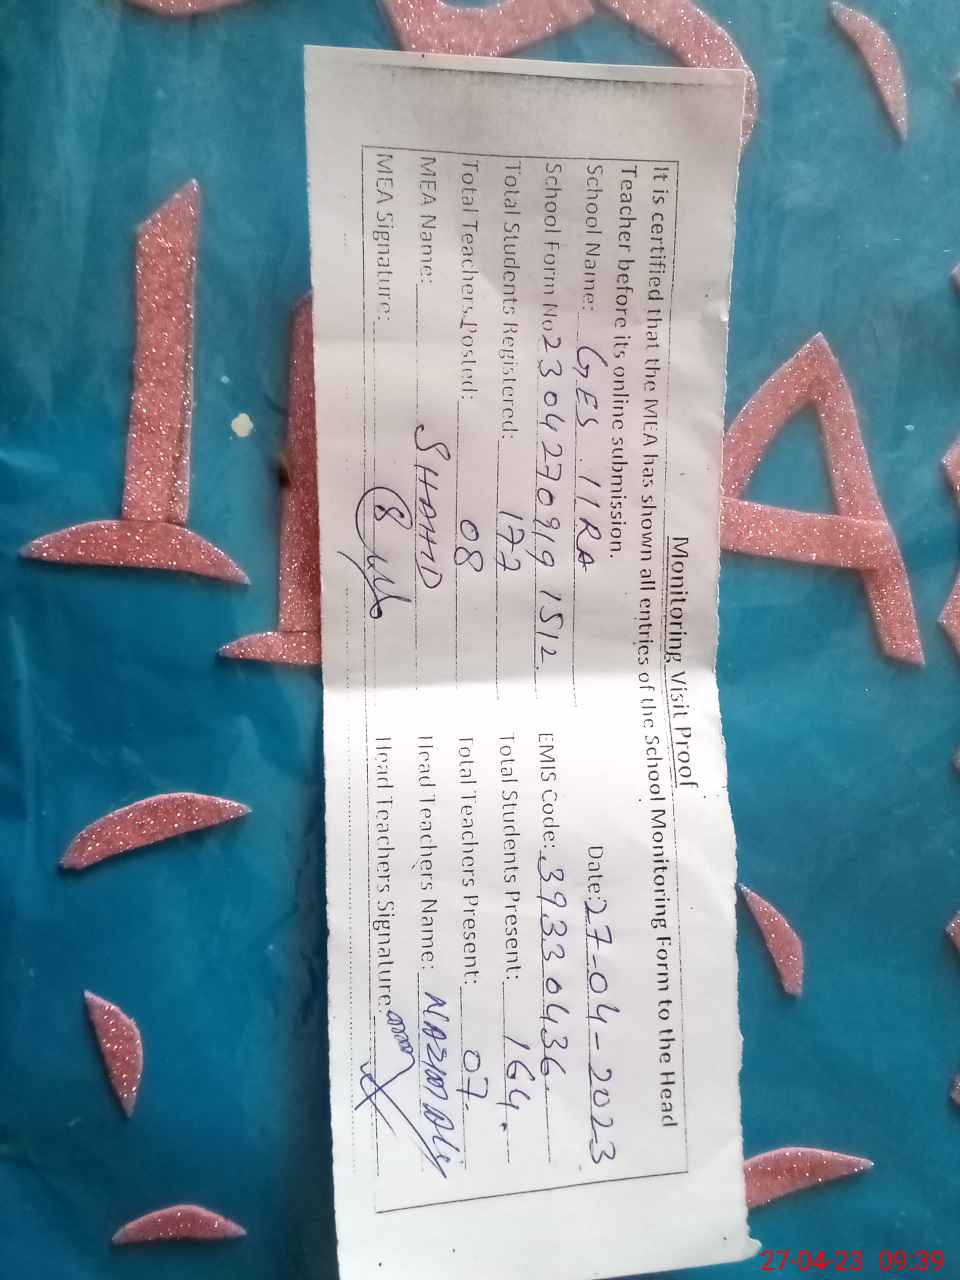 Monitoring Visit Proof
It is certified that the MEA has shown all entries of the School Monitoring Form to the Head
Teacher before its online submission.
School Name: GES 11RA Date: 27-04-2023
School Form No 2304270919 1512 EMIS Code: 39330436
Total Students Registered: 177 Total Students Present: 164
Total Teachers Posted: 08 Total Teachers Present: 07
MEA Name: SHAHID Head Teachers Name:
MEA Signature: Head Teachers Signature:
27-04-23 09:39